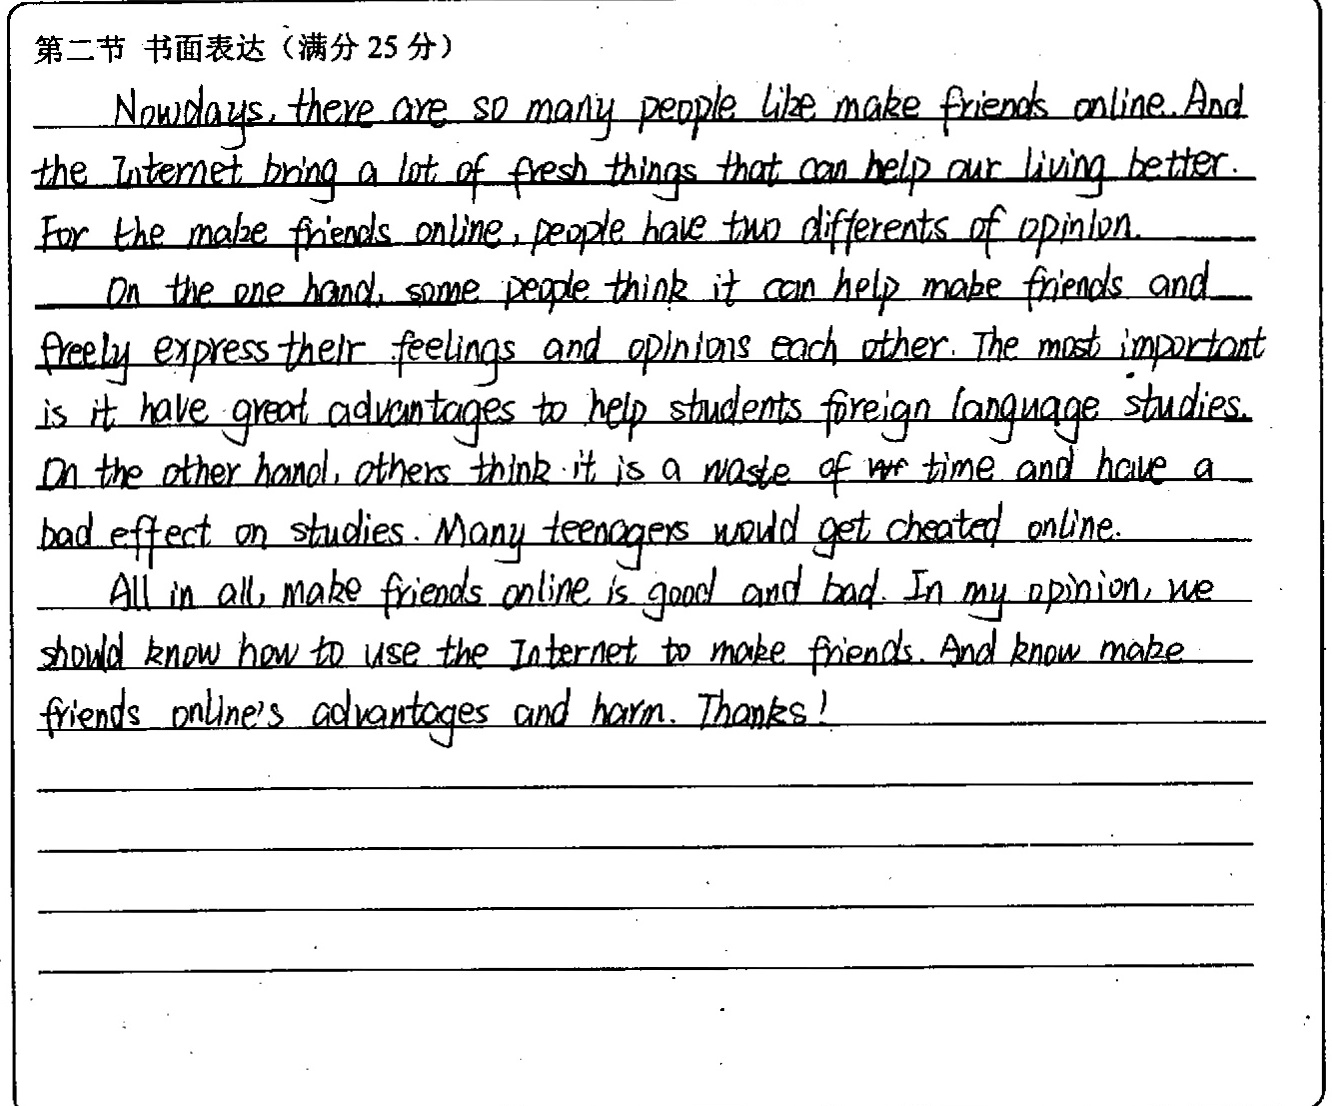 第二节 书面表达（满分 25 分）
Nowdays, there are so many people like make friends online. And
the Internet bring a lot of fresh things that can help our living better.
For the make friends online, people have two differents of opinion.
On the one hand, some people think it can help make friends and
freely express their feelings and opinions each other. The most important
is it have great advantages to help students foreign language studies.
On the other hand, others think it is a waste of time and have a
bad effect on studies. Many teenagers would get cheated online.
All in all, make friends online is good and bad. In my opinion, we
should know how to use the Internet to make friends. And know make
friends online's advantages and harm. Thanks!